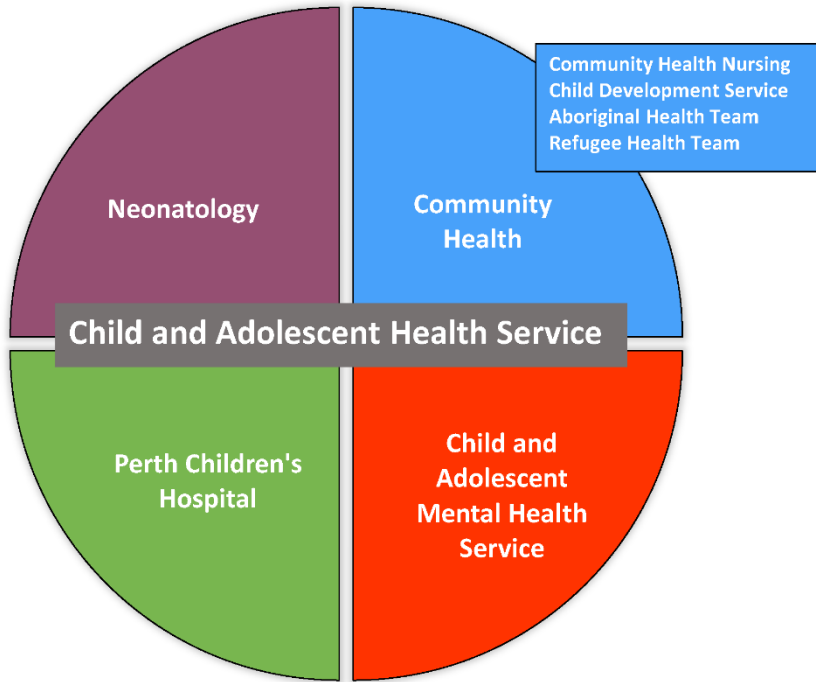 Community Health Nursing
Child Development Service
Aboriginal Health Team
Refugee Health Team
Neonatology
Community
Health
Child and Adolescent Health Service
Perth Children's
Hospital
Child and
Adolescent
Mental Health
Service